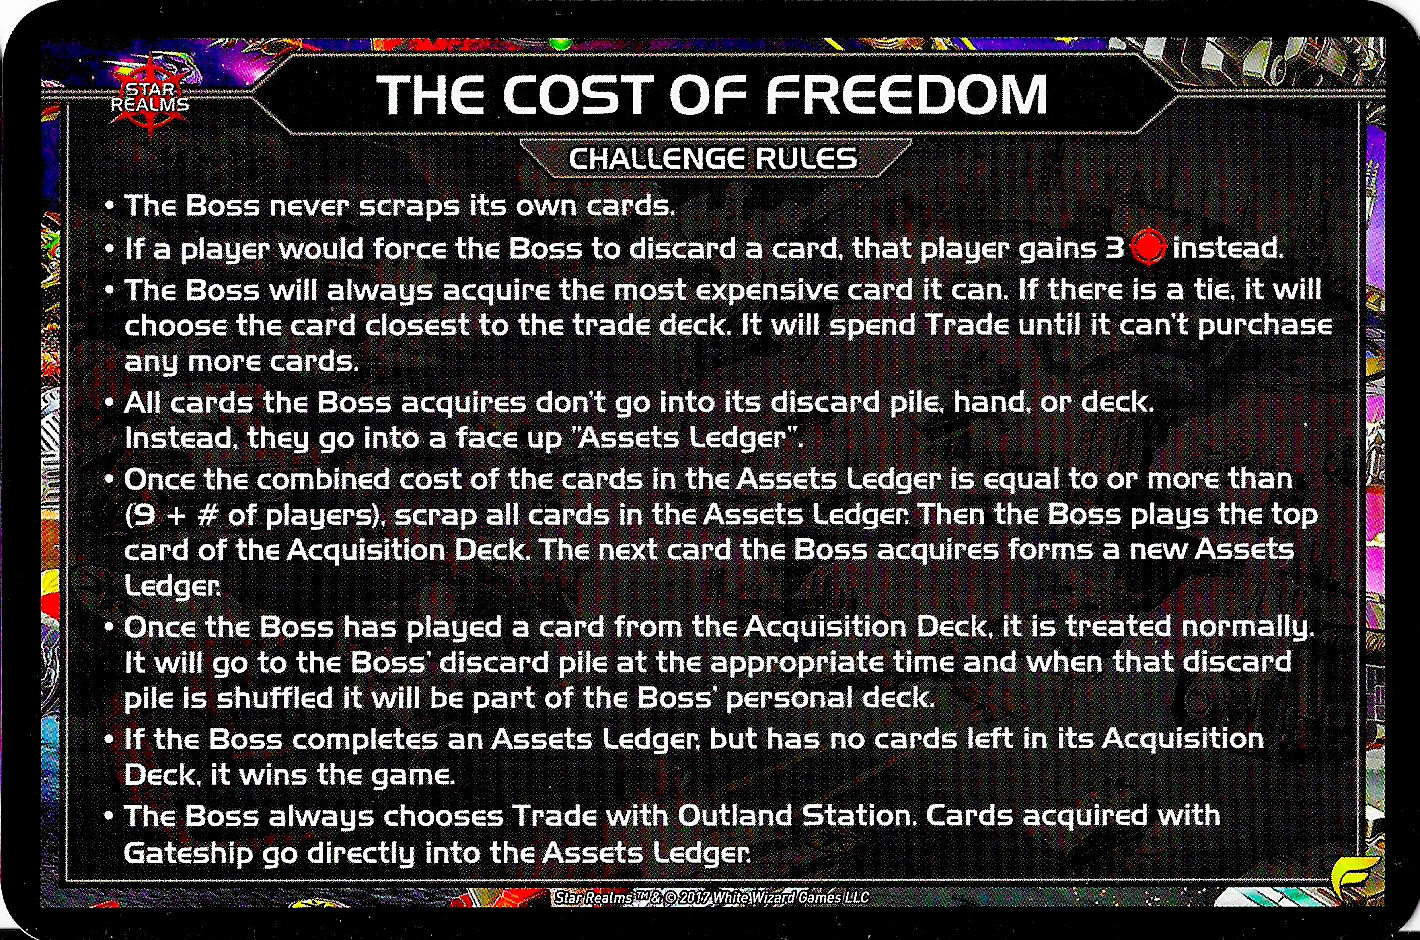 STAR
REALMS
THE COST OF FREEDOM
CHALLENGE RULES
• The Boss never scraps its own cards.
• If a player would force the Boss to discard a card, that player gains 3 instead.
• The Boss will always acquire the most expensive card it can. If there is a tie, it will
choose the card closest to the trade deck. It will spend Trade until it can't purchase
any more cards.
• All cards the Boss acquires don't go into its discard pile, hand, or deck.
Instead, they go into a face up "Assets Ledger".
• Once the combined cost of the cards in the Assets Ledger is equal to or more than
(9 + # of players), scrap all cards in the Assets Ledger. Then the Boss plays the top
card of the Acquisition Deck. The next card the Boss acquires forms a new Assets
Ledger.
• Once the Boss has played a card from the Acquisition Deck, it is treated normally.
It will go to the Boss' discard pile at the appropriate time and when that discard
pile is shuffled it will be part of the Boss' personal deck.
• If the Boss completes an Assets Ledger, but has no cards left in its Acquisition
Deck, it wins the game.
• The Boss always chooses Trade with Outland Station. Cards acquired with
Gateship go directly into the Assets Ledger.
Star Realms™ & © 2017 White Wizard Games LLC